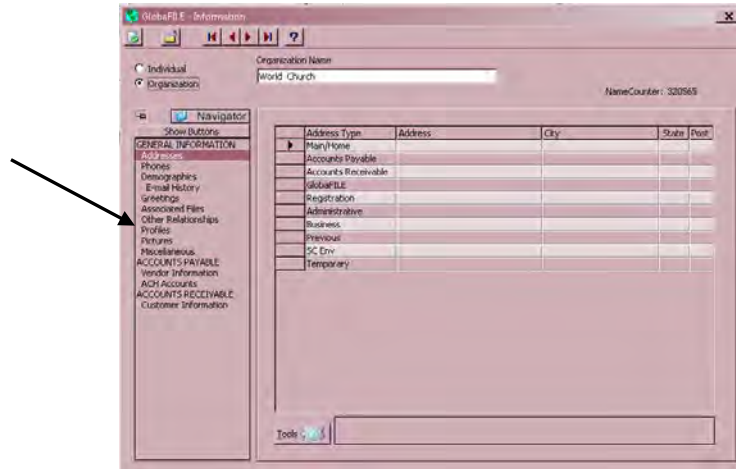 GlobaFILE - Information
Organization Name
Individual
Organization
World Church
NameCounter: 320565
Navigator
Show Buttons
GENERAL INFORMATION
Addresses
Phones
Demographics
E-mail History
Greetings
Associated Files
Other Relationships
Profiles
Pictures
Miscellaneous
ACCOUNTS PAYABLE
Vendor Information
ACH Accounts
ACCOUNTS RECEIVABLE
Customer Information
Address Type Address City State Post
Main/Home
Accounts Payable
Accounts Receivable
GlobaFILE
Registration
Administrative
Business
Previous
SC Env
Temporary
Tools